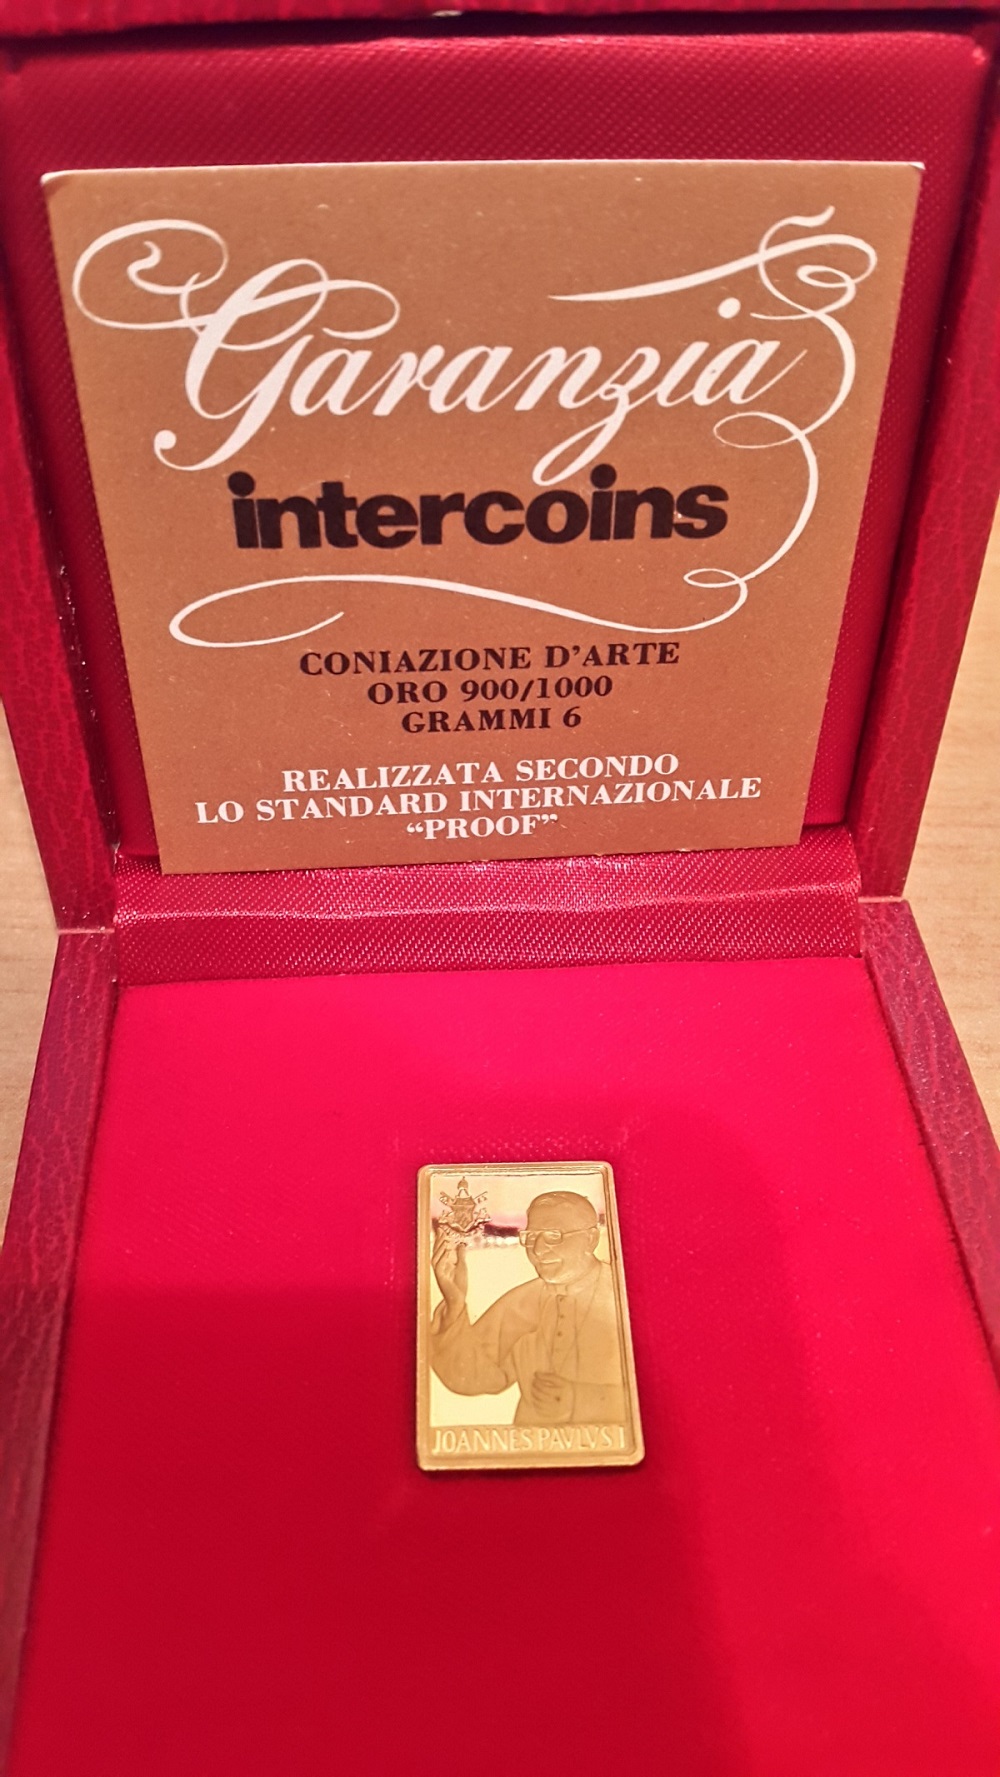 Garanzia
intercoins
CONIAZIONE D'ARTE
ORO 900/1000
GRAMMI 6
REALIZZATA SECONDO
LO STANDARD INTERNAZIONALE
“PROOF”
JOANNES PAVLVS I